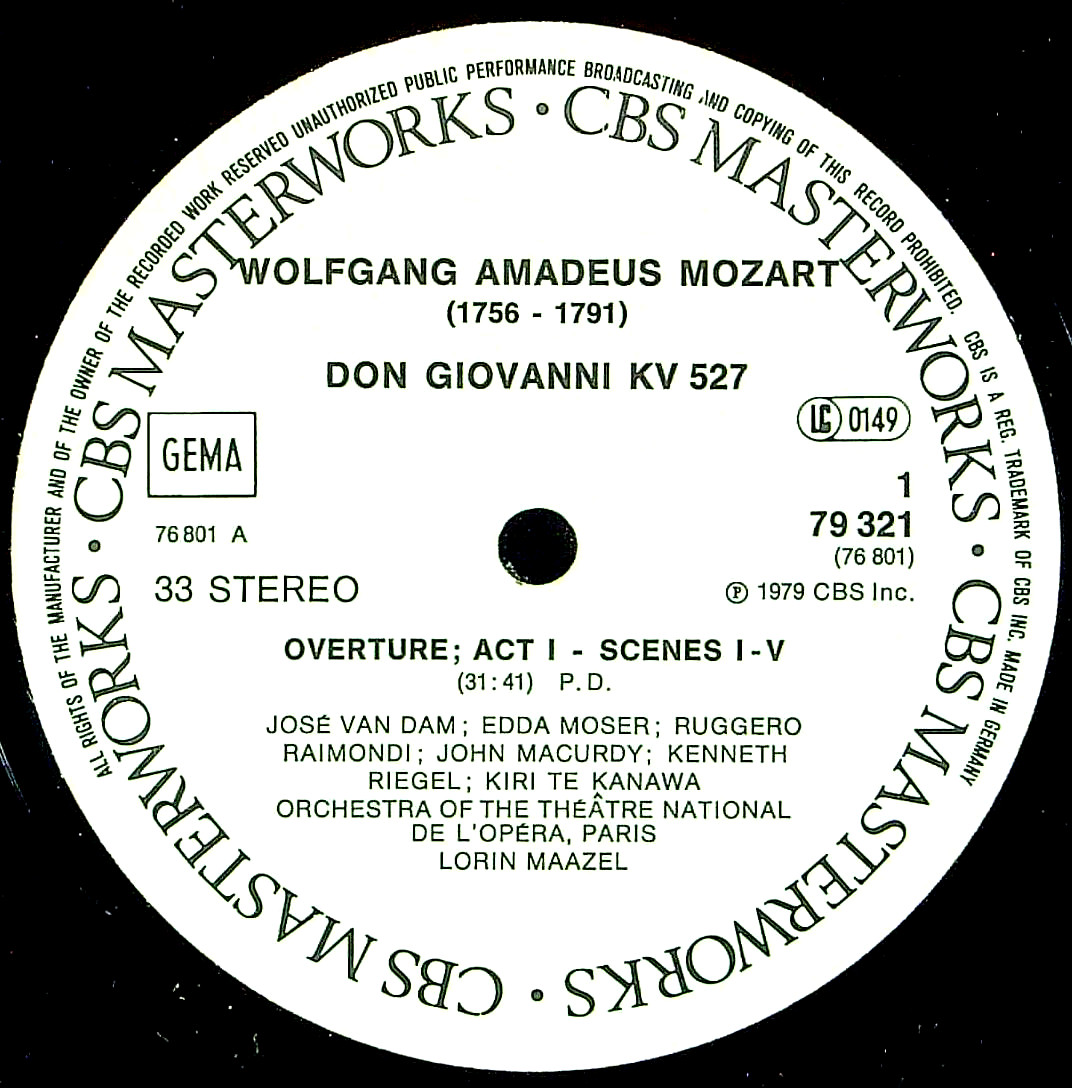 ALL RIGHTS OF THE MANUFACTURER AND OF THE OWNER OF THE RECORDED WORK RESERVED UNAUTHORIZED PUBLIC PERFORMANCE BROADCASTING AND COPYING OF THIS RECORD PROHIBITED. CBS IS A REG. TRADEMARK OF CBS INC. MADE IN GERMANY
CBS MASTERWORKS • CBS MASTERWORKS • CBS MASTERWORKS • CBS MASTERWORKS •
WOLFGANG AMADEUS MOZART
(1756 - 1791)
DON GIOVANNI KV 527
LC 0149
GEMA
1
76 801 A
79 321
(76 801)
33 STEREO
℗ 1979 CBS Inc.
OVERTURE; ACT I - SCENES I-V
(31:41) P.D.
JOSÉ VAN DAM; EDDA MOSER; RUGGERO
RAIMONDI; JOHN MACURDY; KENNETH
RIEGEL; KIRI TE KANAWA
ORCHESTRA OF THE THÉÂTRE NATIONAL
DE L'OPÉRA, PARIS
LORIN MAAZEL